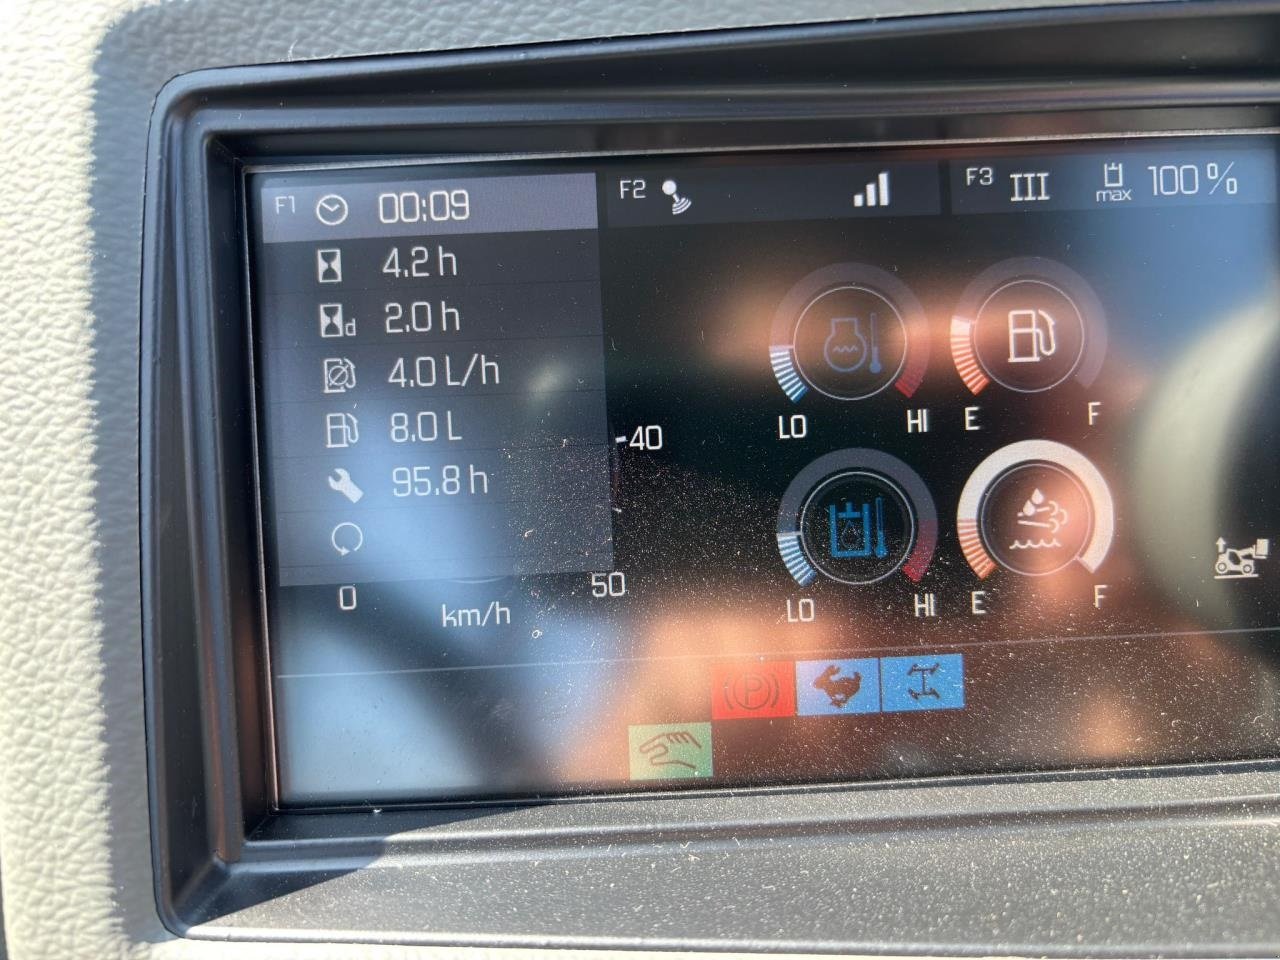 F1 00:09
F2
F3 III max 100 %
4.2 h
2.0 h
d
4.0 L/h
8.0 L
95.8 h
40
50
0
km/h
LO HI
E F
LO HI
E F
P